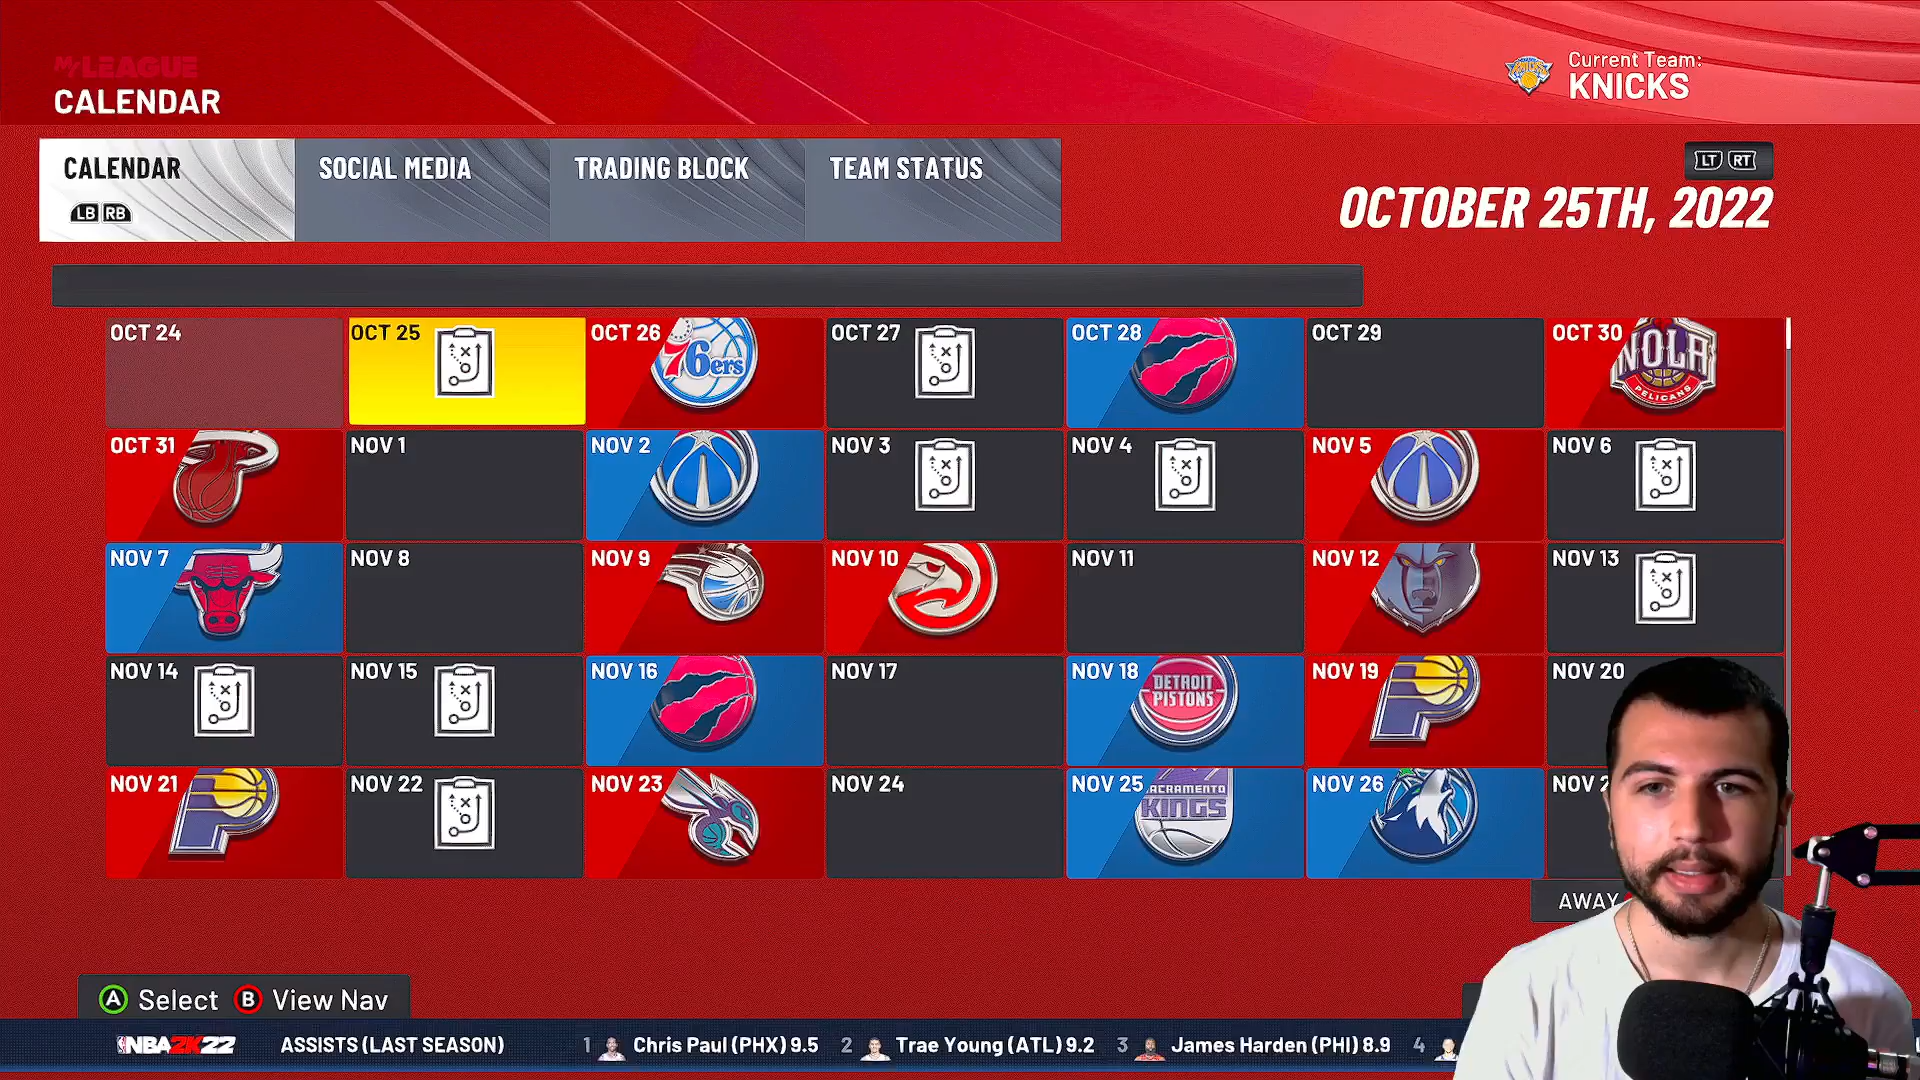 MyLEAGUE
CALENDAR
Current Team:
KNICKS
CALENDAR
LB RB
SOCIAL MEDIA
TRADING BLOCK
TEAM STATUS
LT RT
OCTOBER 25TH, 2022
OCT 24
OCT 25
OCT 26
76ers
OCT 27
OCT 28
OCT 29
OCT 30
NOLA
PELICANS
OCT 31
NOV 1
NOV 2
NOV 3
NOV 4
NOV 5
NOV 6
NOV 7
NOV 8
NOV 9
NOV 10
NOV 11
NOV 12
NOV 13
NOV 14
NOV 15
NOV 16
NOV 17
NOV 18
DETROIT
PISTONS
NOV 19
NOV 20
NOV 21
NOV 22
NOV 23
NOV 24
NOV 25
SACRAMENTO
KINGS
NOV 26
AWAY
A Select B View Nav
NBA 2K22 ASSISTS (LAST SEASON) 1 Chris Paul (PHX) 9.5 2 Trae Young (ATL) 9.2 3 James Harden (PHI) 8.9 4